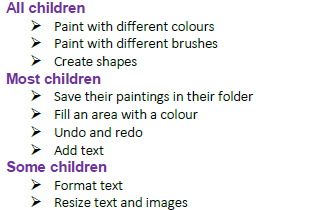 All children
➢ Paint with different colours
➢ Paint with different brushes
➢ Create shapes
Most children
➢ Save their paintings in their folder
➢ Fill an area with a colour
➢ Undo and redo
➢ Add text
Some children
➢ Format text
➢ Resize text and images